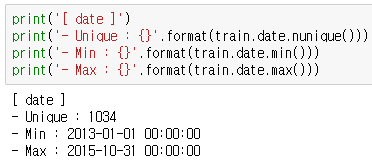 print('[ date ]')
print('- Unique : {}'.format(train.date.nunique()))
print('- Min : {}'.format(train.date.min()))
print('- Max : {}'.format(train.date.max()))
[ date ]
- Unique : 1034
- Min : 2013-01-01 00:00:00
- Max : 2015-10-31 00:00:00